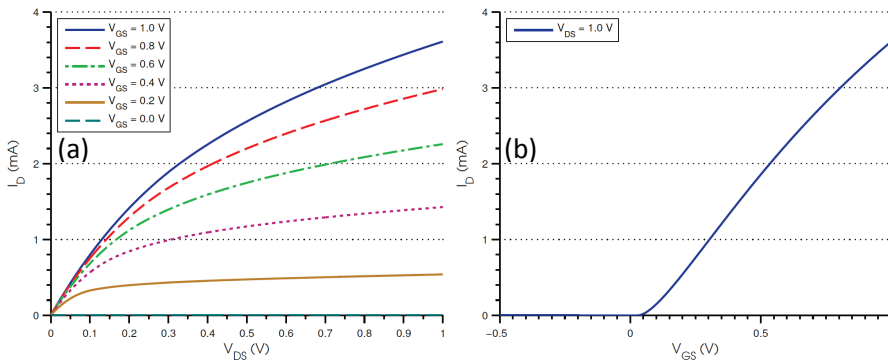 V_GS = 1.0 V
V_GS = 0.8 V
V_GS = 0.6 V
V_GS = 0.4 V
V_GS = 0.2 V
V_GS = 0.0 V
(a)
I_D (mA)
4
3
2
1
0
0 0.1 0.2 0.3 0.4 0.5 0.6 0.7 0.8 0.9 1
V_DS (V)
V_DS = 1.0 V
(b)
I_D (mA)
4
3
2
1
0
-0.5 0 0.5
V_GS (V)